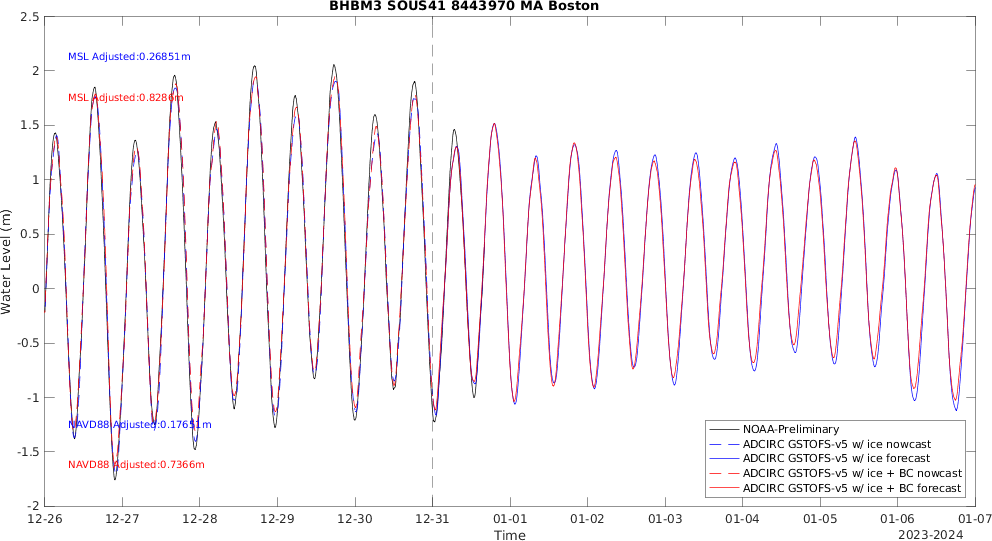 BHBM3 SOUS41 8443970 MA Boston
2.5
2
1.5
1
0.5
0
-0.5
-1
-1.5
-2
Water Level (m)
MSL Adjusted:0.26851m
MSL Adjusted:0.8286m
NAVD88 Adjusted:0.17651m
NAVD88 Adjusted:0.7366m
NOAA-Preliminary
ADCIRC GSTOFS-v5 w/ ice nowcast
ADCIRC GSTOFS-v5 w/ ice forecast
ADCIRC GSTOFS-v5 w/ ice + BC nowcast
ADCIRC GSTOFS-v5 w/ ice + BC forecast
12-26 12-27 12-28 12-29 12-30 12-31 01-01 01-02 01-03 01-04 01-05 01-06 01-07
Time
2023-2024